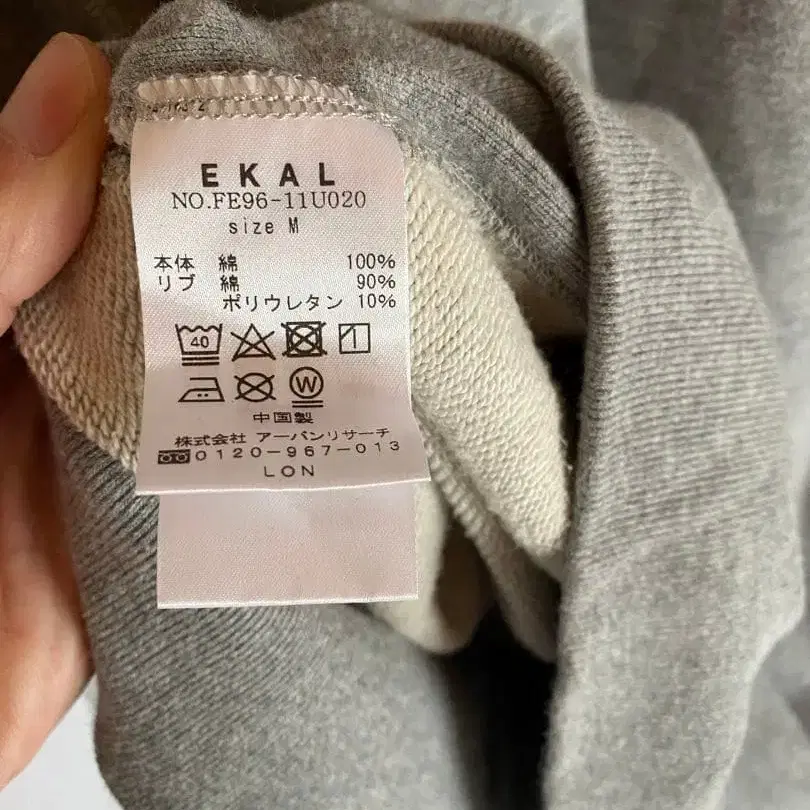 EKAL
NO.FE96-11U020
size M
本体 綿 100%
リブ 綿 90%
ポリウレタン 10%
40
W
中国製
株式会社 アーバンリサーチ
0120-967-013
LON